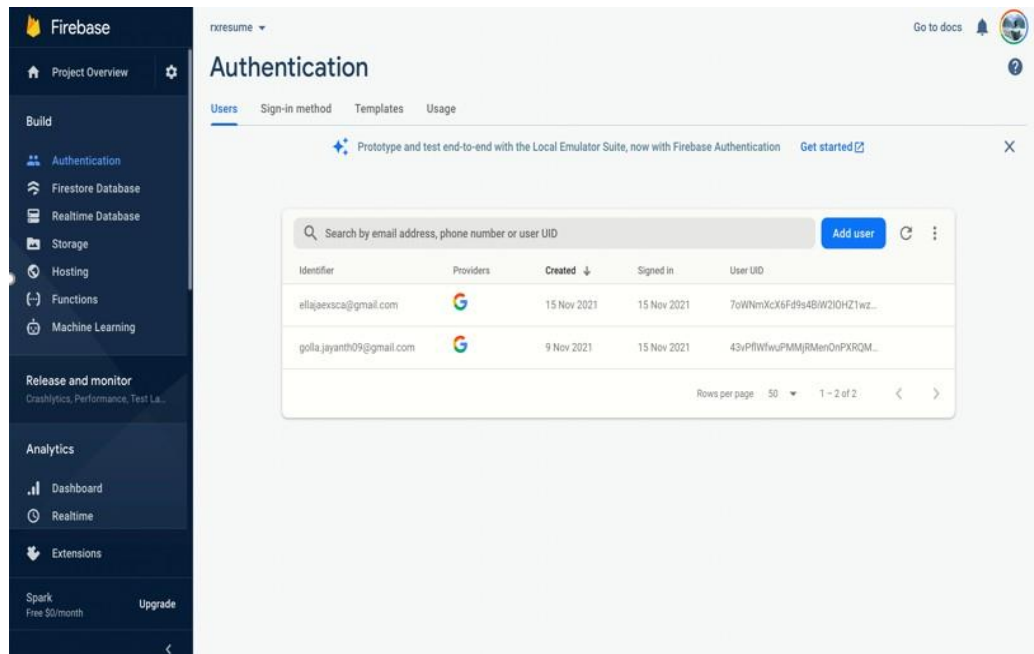 Firebase
Project Overview
Build
Authentication
Firestore Database
Realtime Database
Storage
Hosting
Functions
Machine Learning
Release and monitor
Crashlytics, Performance, Test La...
Analytics
Dashboard
Realtime
Extensions
Spark
Free $0/month
Upgrade
rxresume
Go to docs
Authentication
Users Sign-in method Templates Usage
Prototype and test end-to-end with the Local Emulator Suite, now with Firebase Authentication Get started
Search by email address, phone number or user UID
Add user
Identifier Providers Created Signed in User UID
ellajaexsca@gmail.com 15 Nov 2021 15 Nov 2021
golla.jayanth09@gmail.com 9 Nov 2021 15 Nov 2021
Rows per page 50 1 – 2 of 2